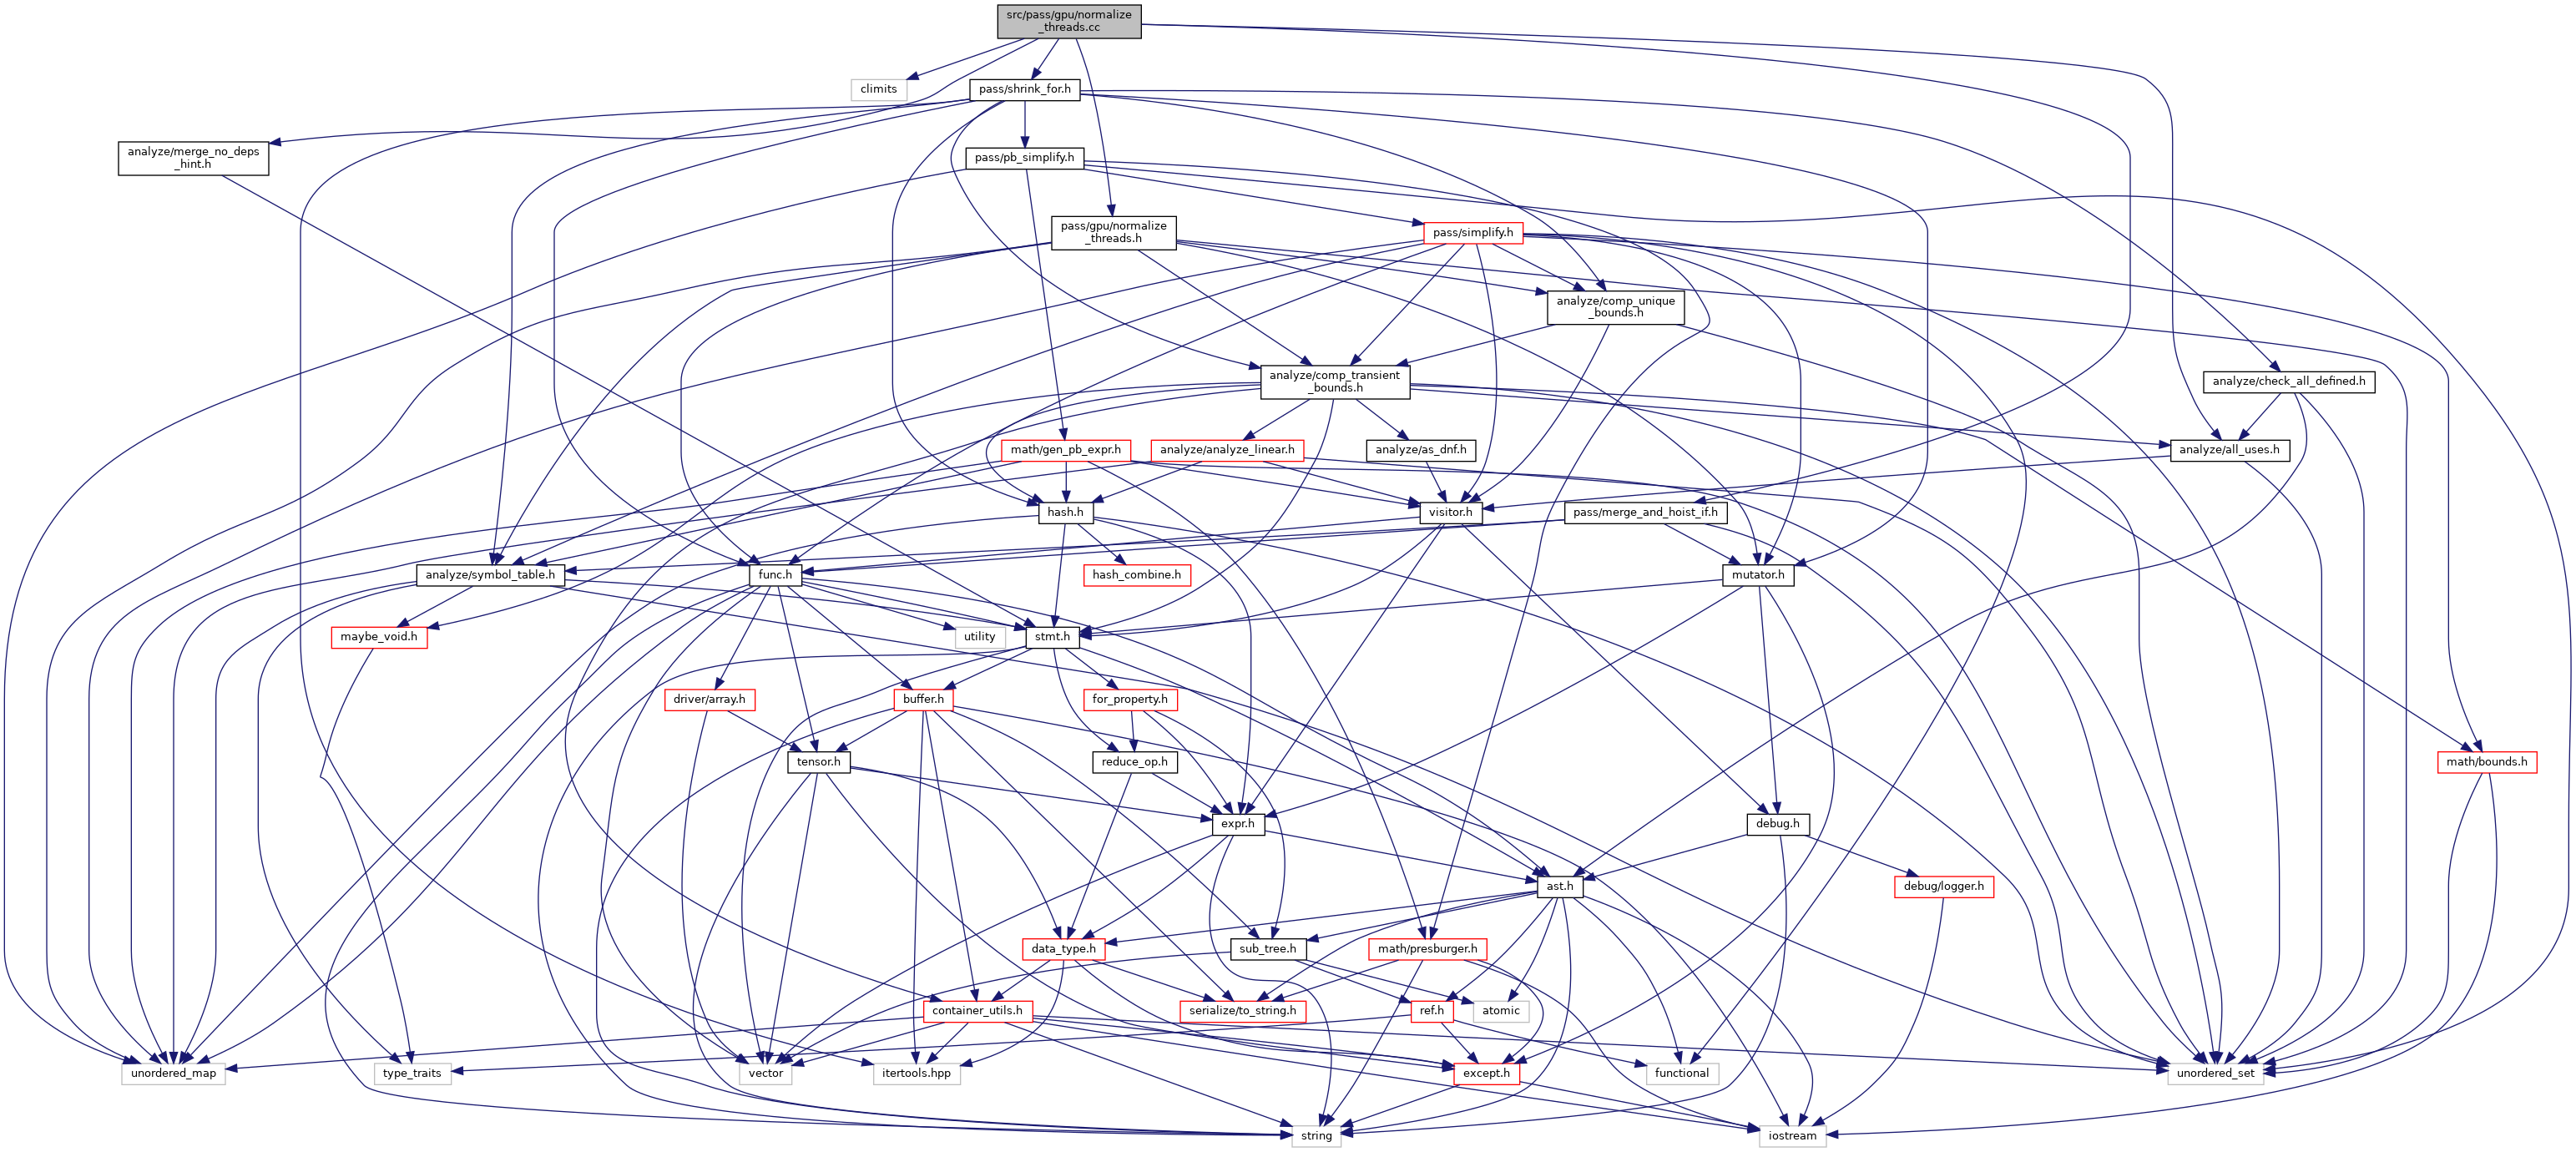 src/pass/gpu/normalize
_threads.cc
climits
pass/shrink_for.h
analyze/merge_no_deps
_hint.h
pass/pb_simplify.h
pass/gpu/normalize
_threads.h
pass/simplify.h
analyze/comp_unique
_bounds.h
analyze/comp_transient
_bounds.h
analyze/check_all_defined.h
math/gen_pb_expr.h
analyze/analyze_linear.h
analyze/as_dnf.h
analyze/all_uses.h
hash.h
visitor.h
pass/merge_and_hoist_if.h
analyze/symbol_table.h
func.h
hash_combine.h
mutator.h
maybe_void.h
utility
stmt.h
driver/array.h
buffer.h
for_property.h
tensor.h
reduce_op.h
math/bounds.h
expr.h
debug.h
ast.h
debug/logger.h
data_type.h
sub_tree.h
math/presburger.h
container_utils.h
serialize/to_string.h
ref.h
atomic
unordered_map
type_traits
vector
itertools.hpp
except.h
functional
unordered_set
string
iostream